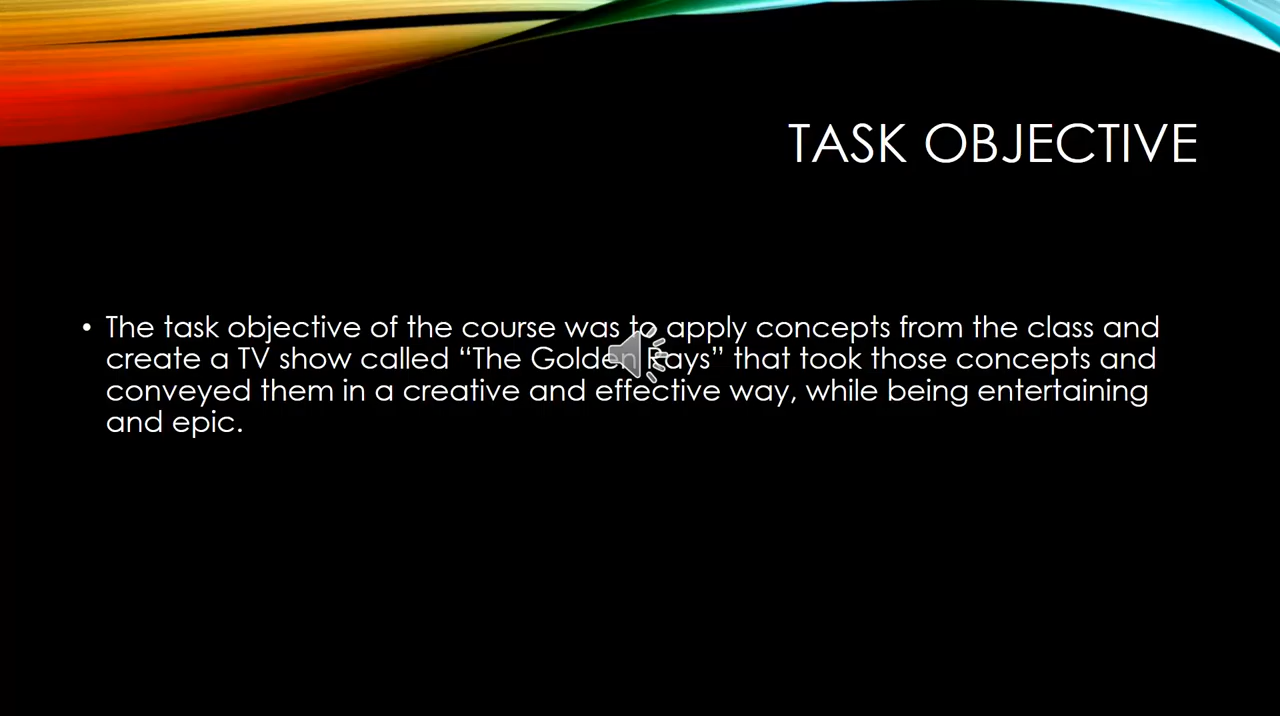 TASK OBJECTIVE
• The task objective of the course was to apply concepts from the class and
create a TV show called “The Golden Rays” that took those concepts and
conveyed them in a creative and effective way, while being entertaining
and epic.